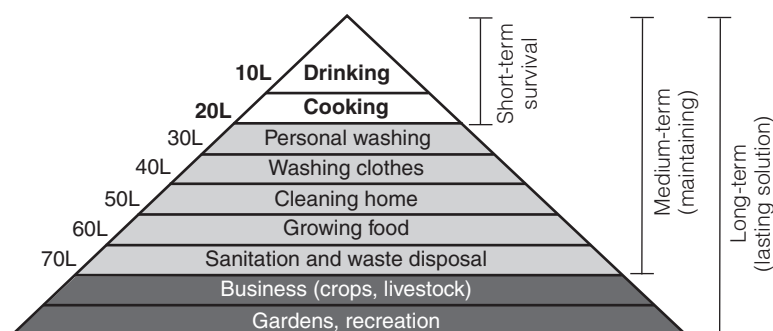 10L Drinking
20L Cooking
30L Personal washing
40L Washing clothes
50L Cleaning home
60L Growing food
70L Sanitation and waste disposal
Business (crops, livestock)
Gardens, recreation
Short-term
survival
Medium-term
(maintaining)
Long-term
(lasting solution)